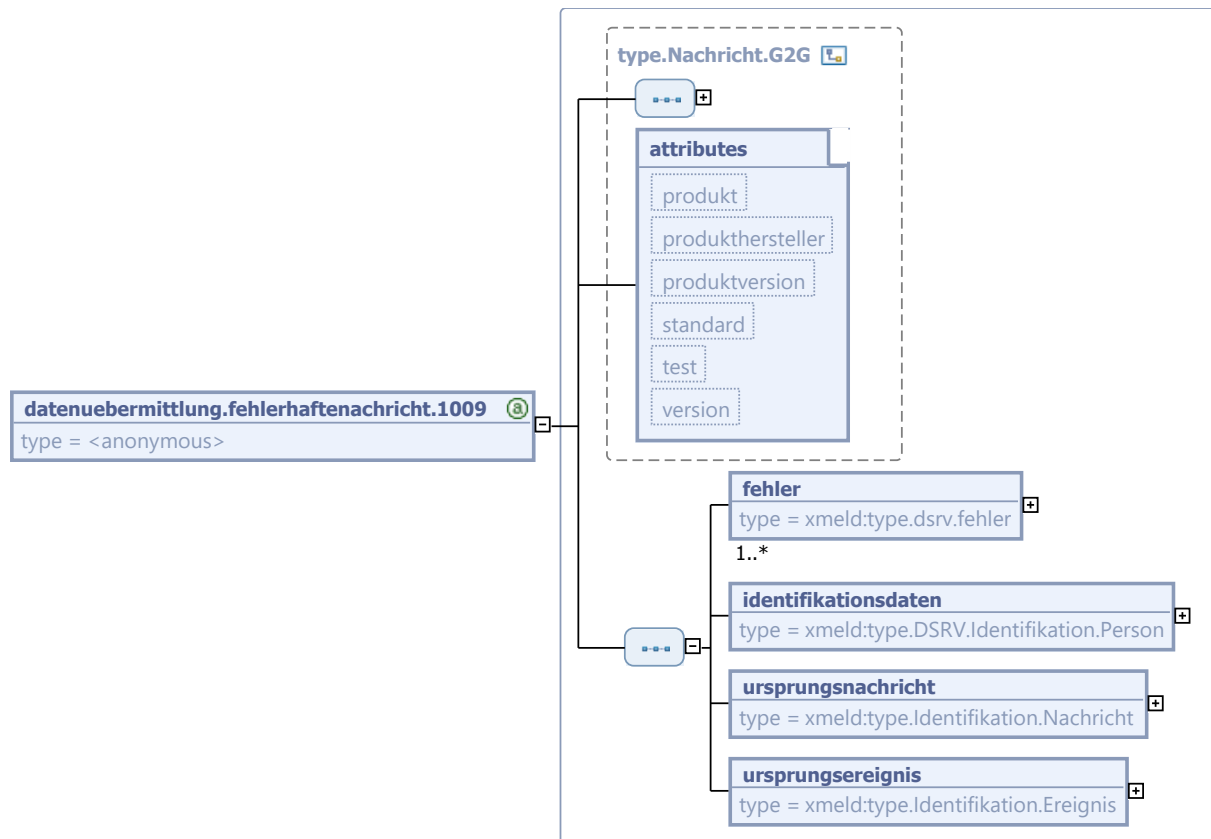 type.Nachricht.G2G
attributes
produkt
produkthersteller
produktversion
standard
test
version
datenuebermittlung.fehlerhaftenachricht.1009 a
type = <anonymous>
fehler
type = xmeld:type.dsrv.fehler
1..*
identifikationsdaten
type = xmeld:type.DSRV.Identifikation.Person
ursprungsnachricht
type = xmeld:type.Identifikation.Nachricht
ursprungsereignis
type = xmeld:type.Identifikation.Ereignis